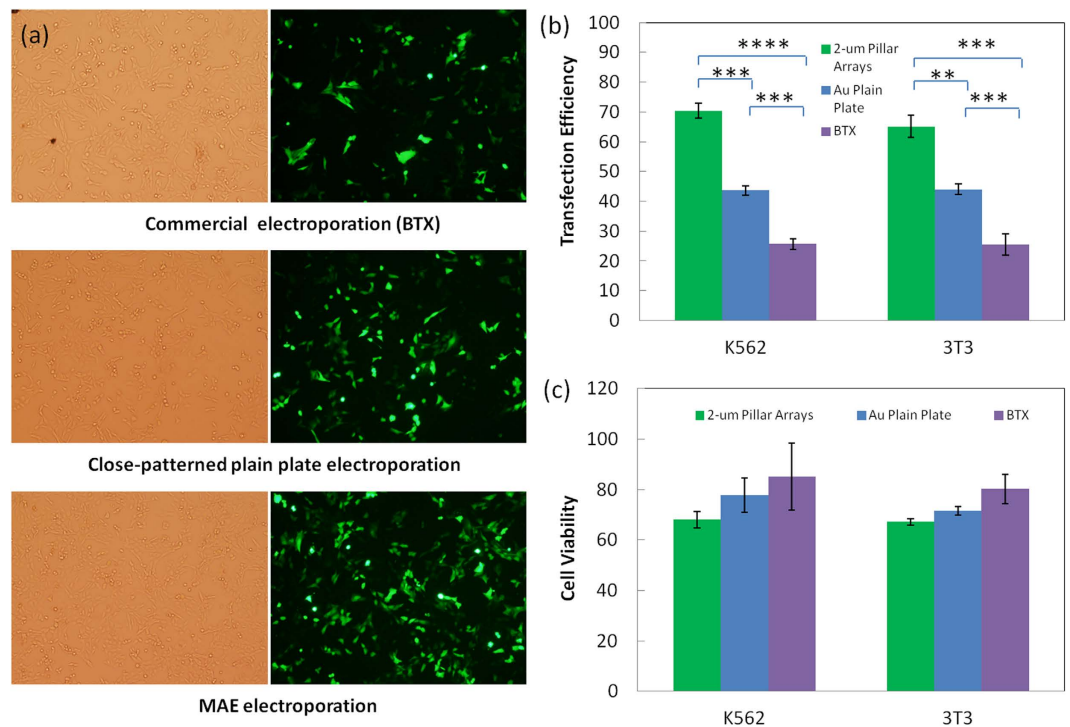 (a)
Commercial electroporation (BTX)
Close-patterned plain plate electroporation
MAE electroporation
(b)
Transfection Efficiency
100
90
80
70
60
50
40
30
20
10
0
****
***
***
2-um Pillar
Arrays
Au Plain
Plate
BTX
***
**
***
K562
3T3
(c)
Cell Viability
120
100
80
60
40
20
0
2-um Pillar Arrays
Au Plain Plate
BTX
K562
3T3